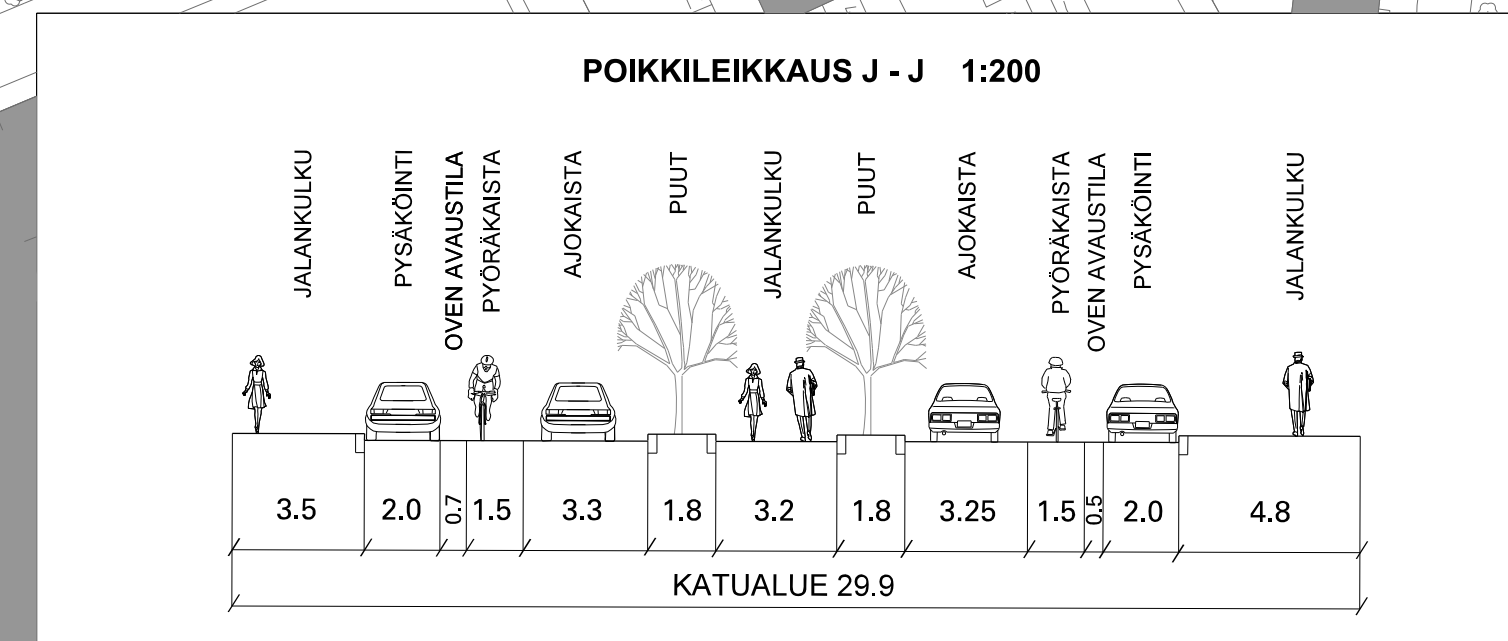 POIKKILEIKKAUS J - J 1:200
JALANKULKU
PYSÄKÖINTI
OVEN AVAUSTILA
PYÖRÄKAISTA
AJOKAISTA
PUUT
JALANKULKU
PUUT
AJOKAISTA
PYÖRÄKAISTA
OVEN AVAUSTILA
PYSÄKÖINTI
JALANKULKU
3.5 2.0 0.7 1.5 3.3 1.8 3.2 1.8 3.25 1.5 0.5 2.0 4.8
KATUALUE 29.9